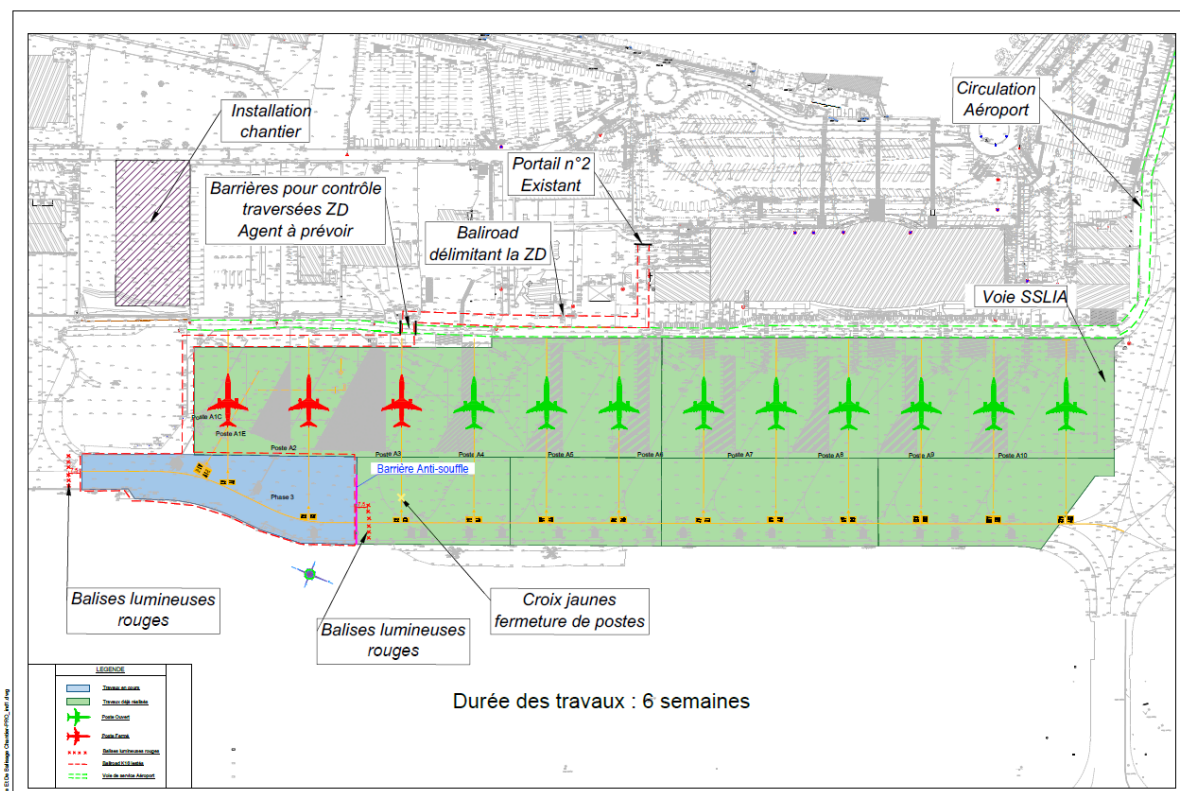 Installation
chantier
Barrières pour contrôle
traversées ZD
Agent à prévoir
Portail n°2
Existant
Baliroad
délimitant la ZD
Circulation
Aéroport
Voie SSLIA
Poste A1C
Poste A1E
Poste A2
Poste A3
Poste A4
Poste A5
Poste A6
Poste A7
Poste A8
Poste A9
Poste A10
Barrière Anti-souffle
Phase 3
Balises lumineuses
rouges
Balises lumineuses
rouges
Croix jaunes
fermeture de postes
Durée des travaux : 6 semaines
LEGENDE
Travaux en cours
Travaux déjà réalisés
Poste Ouvert
Poste Fermé
Balises lumineuses rouges
Baliroad K16 lestés
Voie de service Aéroport